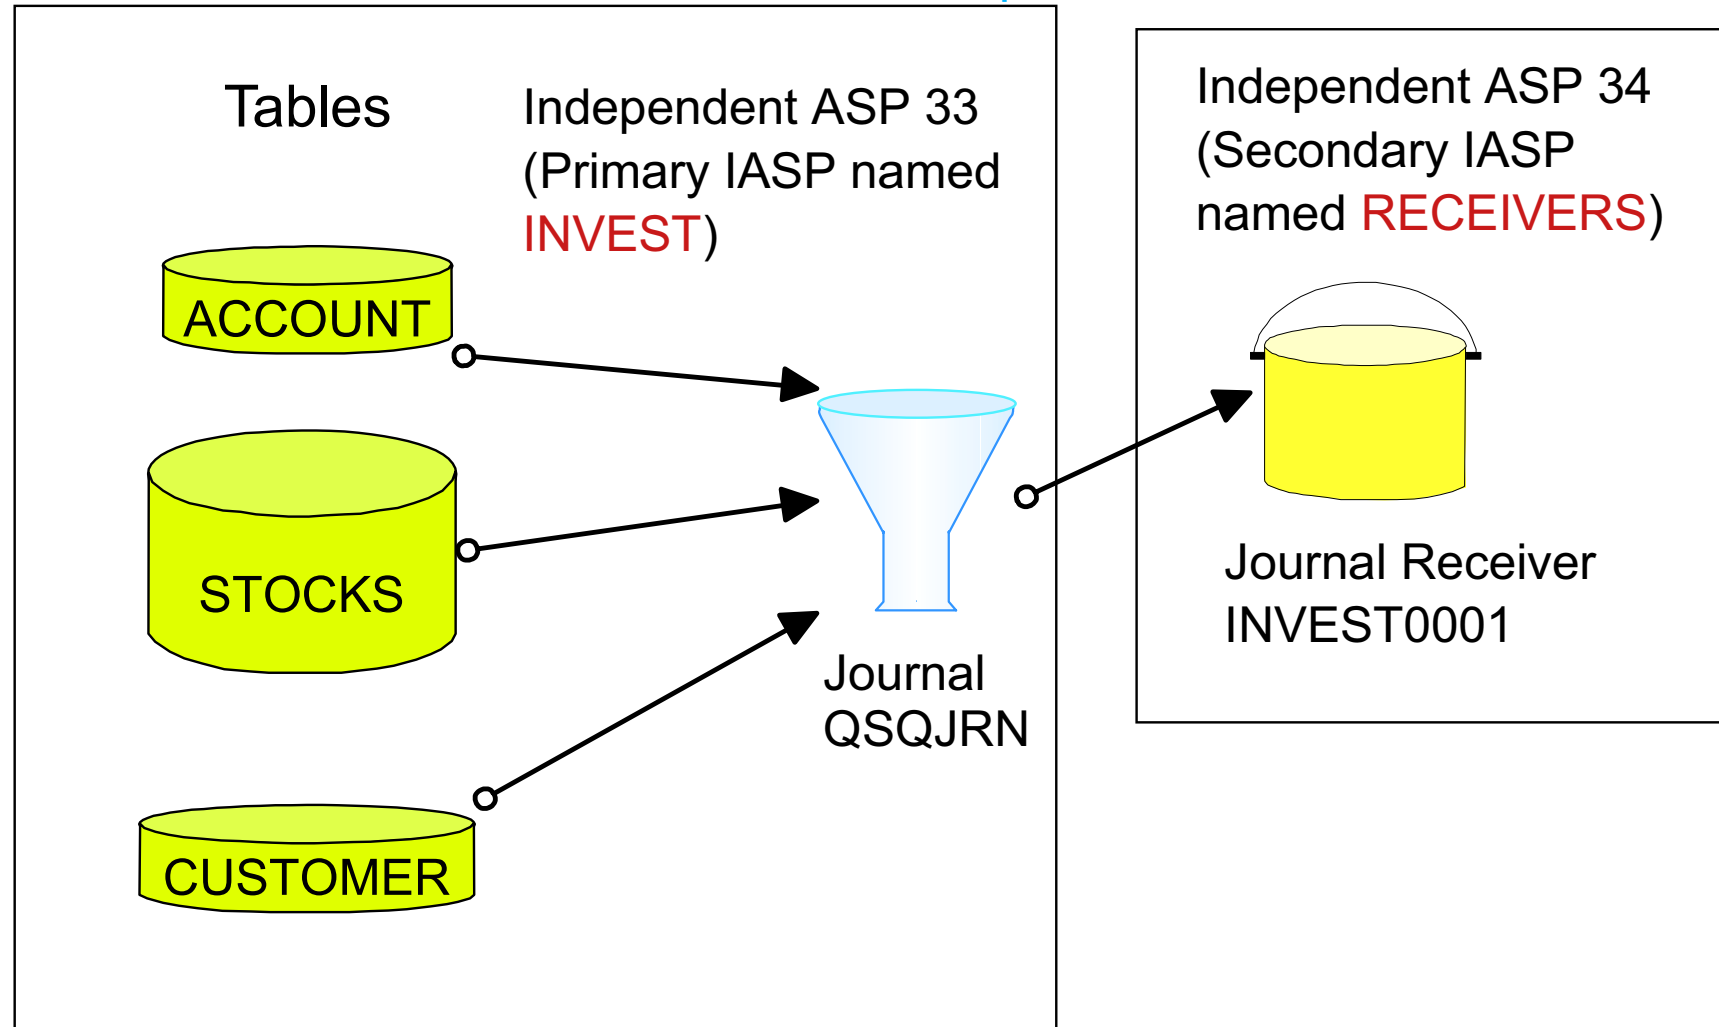 Tables
Independent ASP 33
(Primary IASP named
INVEST)
ACCOUNT
STOCKS
CUSTOMER
Journal
QSQJRN
Independent ASP 34
(Secondary IASP
named RECEIVERS)
Journal Receiver
INVEST0001